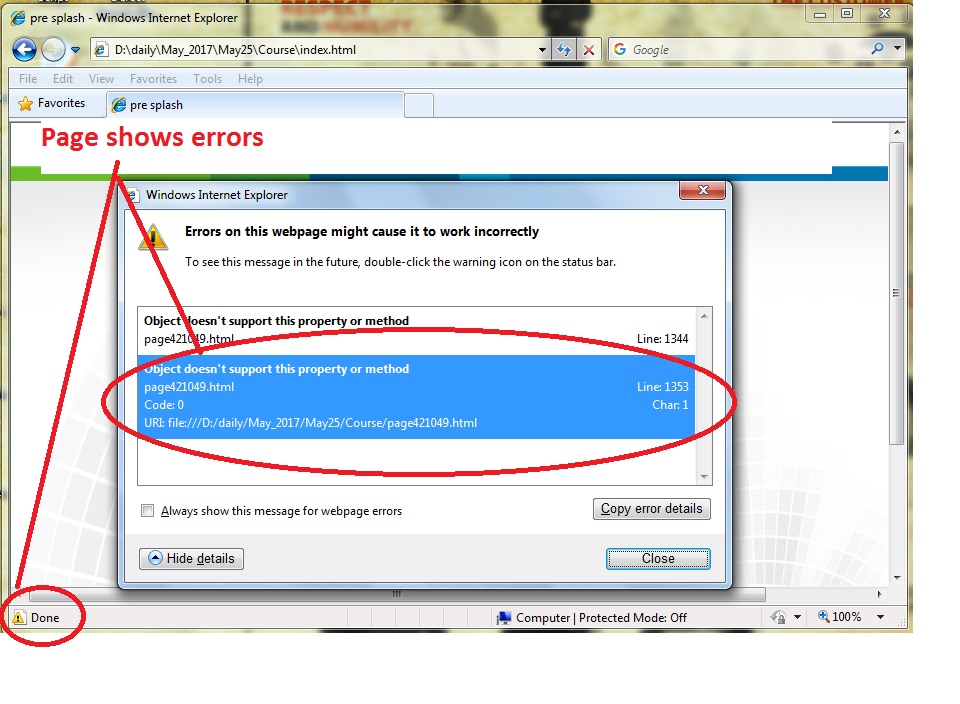 RESPECT
AND HUMILITY
THE CUSTOMER
pre splash - Windows Internet Explorer
D:\daily\May_2017\May25\Course\index.html
Google
File Edit View Favorites Tools Help
Favorites
pre splash
Page shows errors
Windows Internet Explorer
Errors on this webpage might cause it to work incorrectly
To see this message in the future, double-click the warning icon on the status bar.
Object doesn't support this property or method
page421049.html Line: 1344
Object doesn't support this property or method
page421049.html Line: 1353
Code: 0 Char: 1
URI: file:///D:/daily/May_2017/May25/Course/page421049.html
Always show this message for webpage errors
Copy error details
Hide details
Close
Done
Computer | Protected Mode: Off
100%